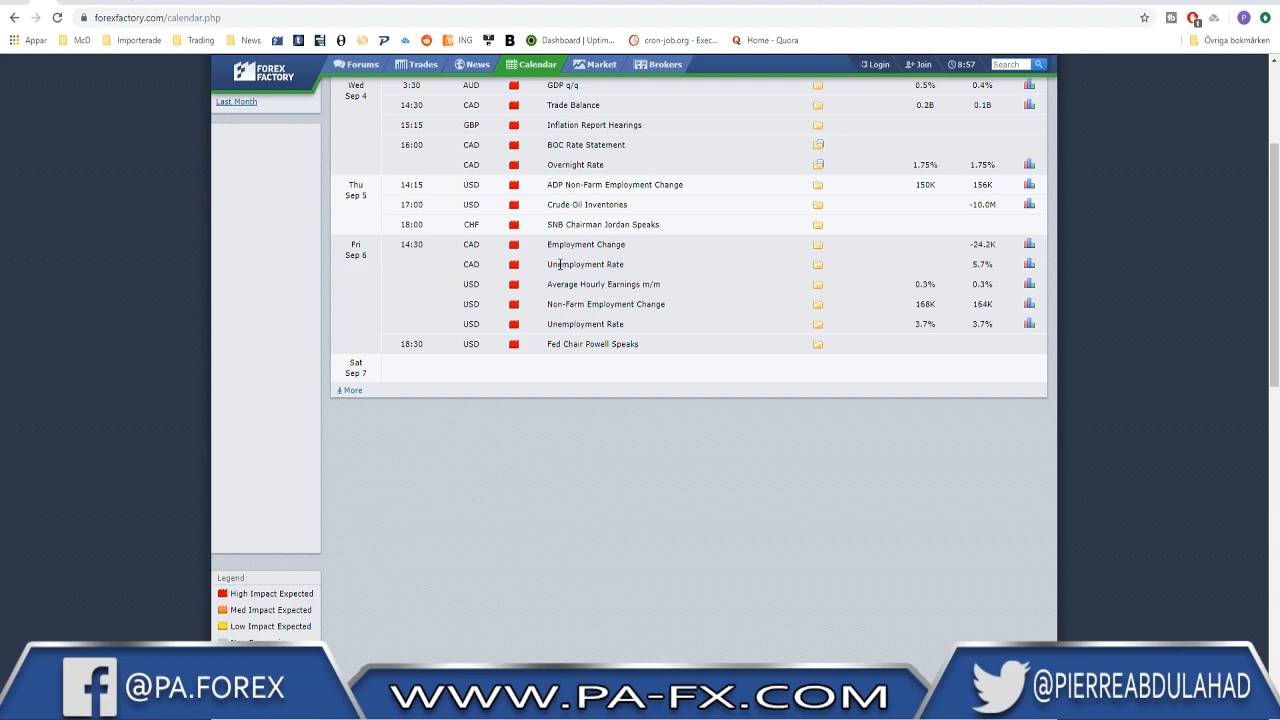 forexfactory.com/calendar.php
Appar McD Importerade Trading News ING Dashboard | Uptim... cron-job.org - Exec... Home - Quora Övriga bokmärken
FOREX FACTORY Forums Trades News Calendar Market Brokers Login Join 8:57 Search
Last Month
Wed Sep 4 3:30 AUD GDP q/q 0.5% 0.4%
14:30 CAD Trade Balance 0.2B 0.1B
15:15 GBP Inflation Report Hearings
16:00 CAD BOC Rate Statement
CAD Overnight Rate 1.75% 1.75%
Thu Sep 5 14:15 USD ADP Non-Farm Employment Change 150K 156K
17:00 USD Crude Oil Inventories -10.0M
18:00 CHF SNB Chairman Jordan Speaks
Fri Sep 6 14:30 CAD Employment Change -24.2K
CAD Unemployment Rate 5.7%
USD Average Hourly Earnings m/m 0.3% 0.3%
USD Non-Farm Employment Change 168K 164K
USD Unemployment Rate 3.7% 3.7%
18:30 USD Fed Chair Powell Speaks
Sat Sep 7
More
Legend
High Impact Expected
Med Impact Expected
Low Impact Expected
@PA.FOREX WWW.PA-FX.COM @PIERREABDULAHAD